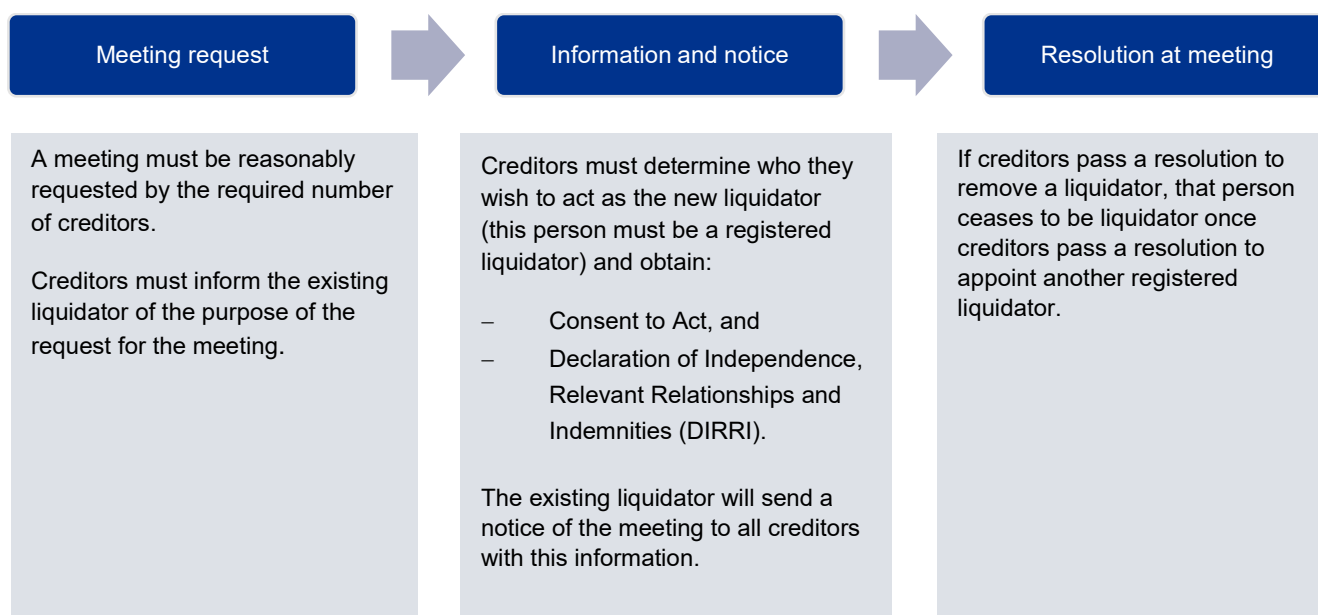 Meeting request
Information and notice
Resolution at meeting
A meeting must be reasonably
requested by the required number
of creditors.
Creditors must inform the existing
liquidator of the purpose of the
request for the meeting.
Creditors must determine who they
wish to act as the new liquidator
(this person must be a registered
liquidator) and obtain:
– Consent to Act, and
– Declaration of Independence,
Relevant Relationships and
Indemnities (DIRRI).
The existing liquidator will send a
notice of the meeting to all creditors
with this information.
If creditors pass a resolution to
remove a liquidator, that person
ceases to be liquidator once
creditors pass a resolution to
appoint another registered
liquidator.